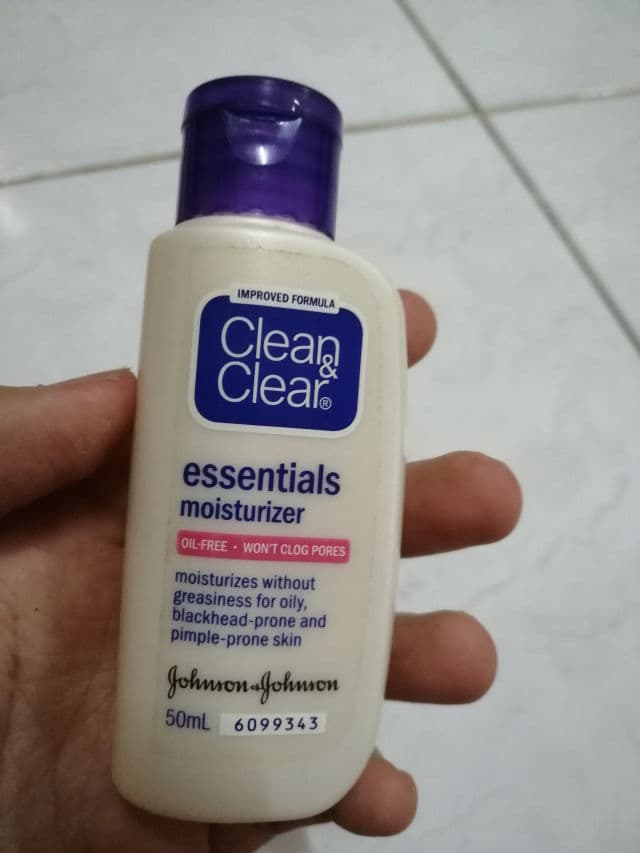 IMPROVED FORMULA
Clean
&
Clear®
essentials
moisturizer
OIL-FREE • WON'T CLOG PORES
moisturizes without
greasiness for oily,
blackhead-prone and
pimple-prone skin
Johnson & Johnson
50mL 6099343